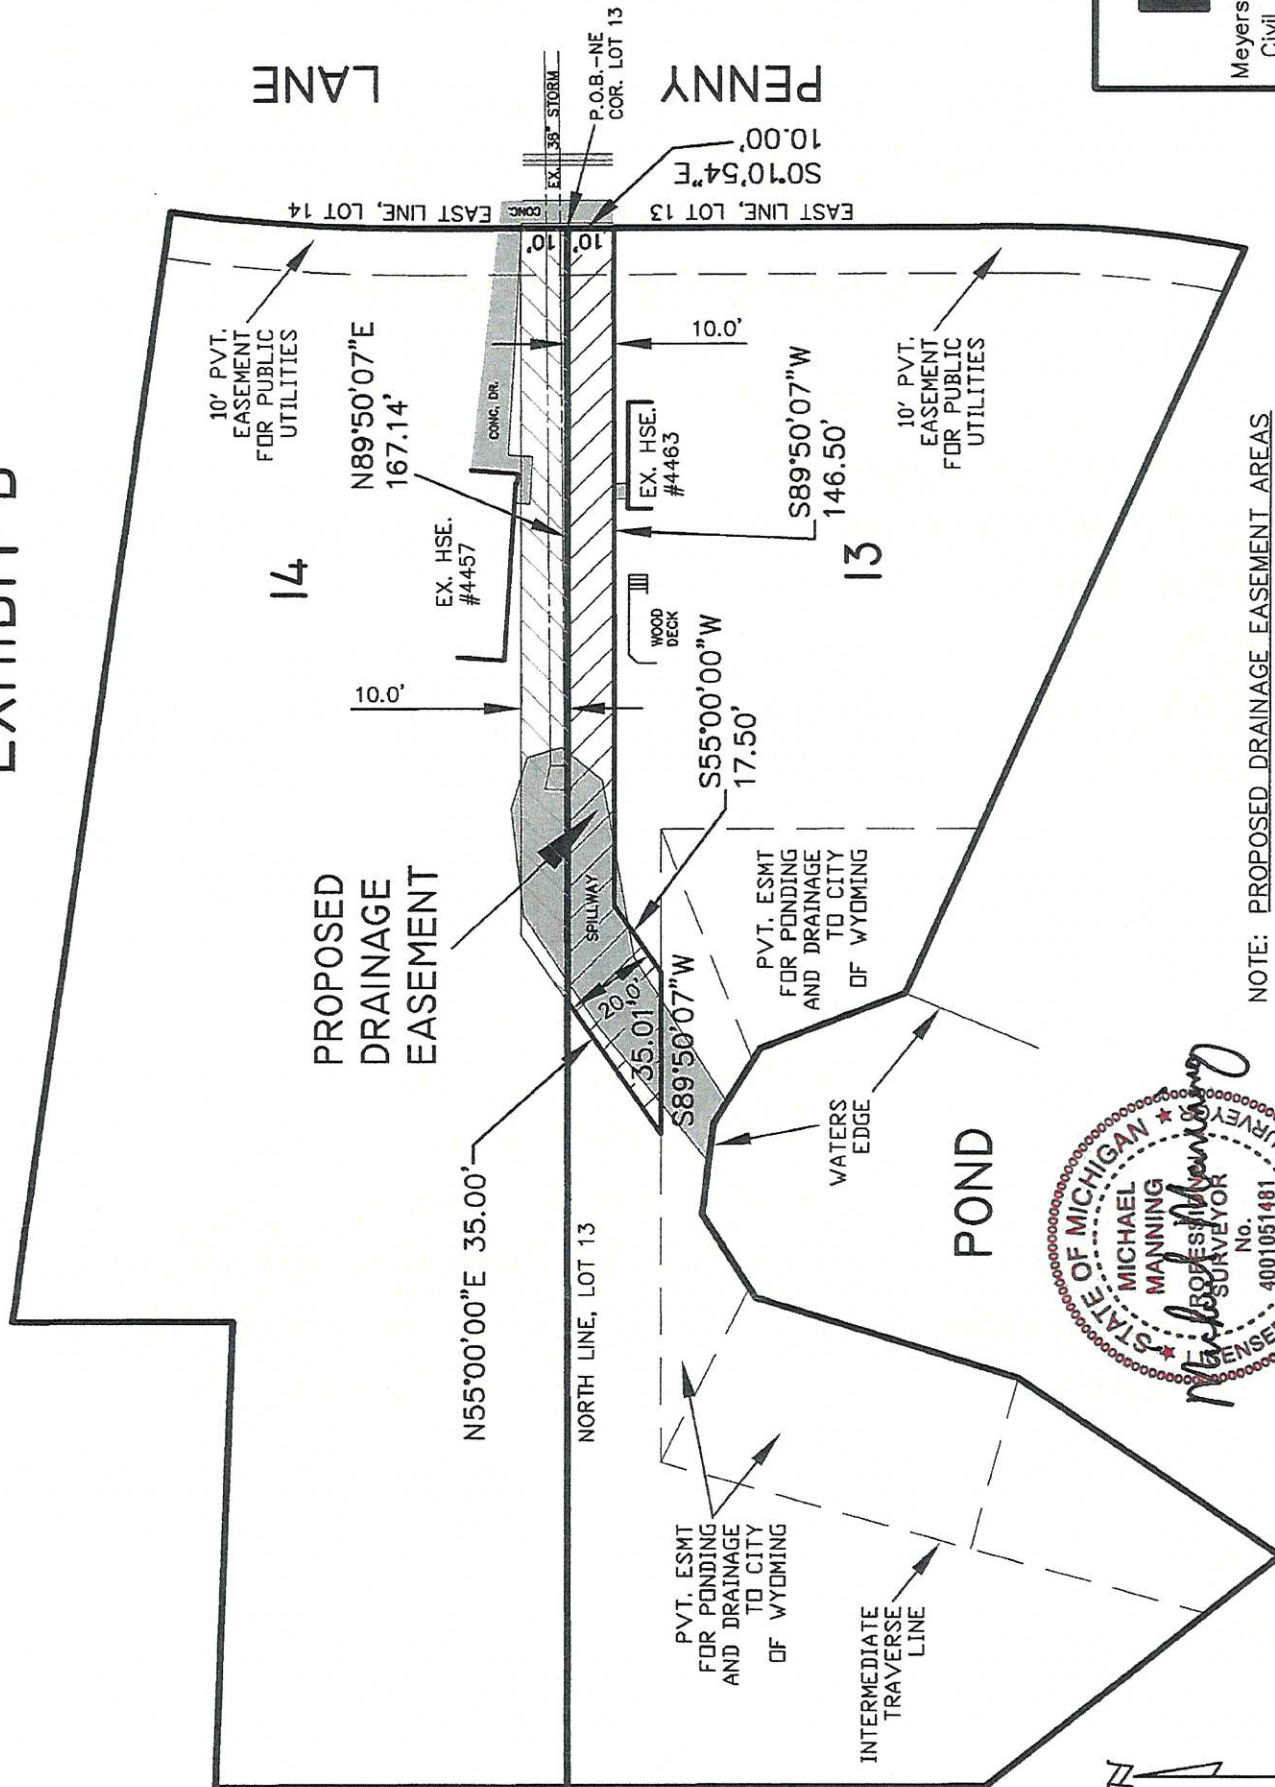 LANE
PENNY
EX. 36" STORM
P.O.B.-NE
COR. LOT 13
S0°10'54"E
10.00'
EAST LINE, LOT 14
EAST LINE, LOT 13
CONC.
10'
10'
10' PVT.
EASEMENT
FOR PUBLIC
UTILITIES
N89°50'07"E
167.14'
CONC. DR.
10.0'
EX. HSE.
#4463
S89°50'07"W
146.50'
10' PVT.
EASEMENT
FOR PUBLIC
UTILITIES
14
EX. HSE.
#4457
13
WOOD
DECK
10.0'
S55°00'00"W
17.50'
PROPOSED
DRAINAGE
EASEMENT
SPILLWAY
20.0'
35.01'
S89°50'07"W
PVT. ESMT
FOR PONDING
AND DRAINAGE
TO CITY
OF WYOMING
N55°00'00"E 35.00'
NORTH LINE, LOT 13
WATERS
EDGE
POND
PVT. ESMT
FOR PONDING
AND DRAINAGE
TO CITY
OF WYOMING
INTERMEDIATE
TRAVERSE
LINE
NOTE: PROPOSED DRAINAGE EASEMENT AREAS
STATE OF MICHIGAN
MICHAEL
MANNING
PROFESSIONAL
SURVEYOR
No.
4001051481
Michael Manning
Meyers
Civil